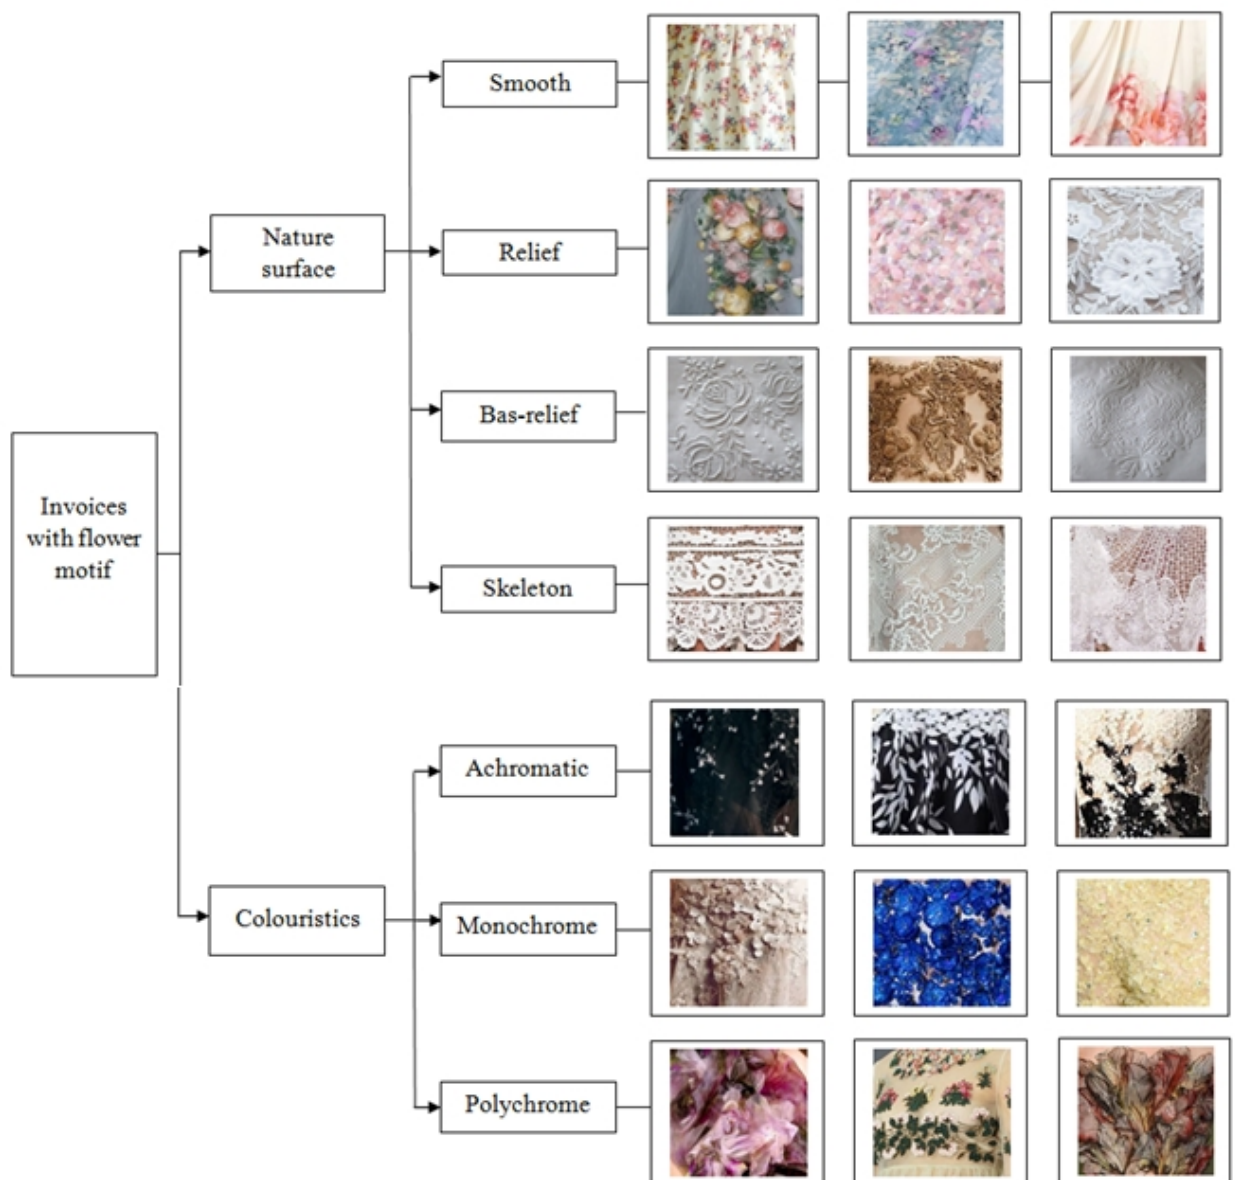 Invoices
with flower
motif
Nature
surface
Smooth
Relief
Bas-relief
Skeleton
Colouristics
Achromatic
Monochrome
Polychrome